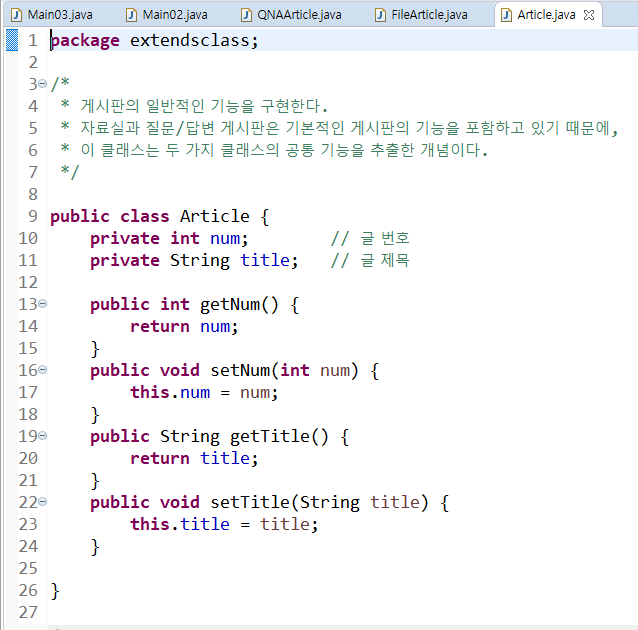 Main03.java Main02.java QNAArticle.java FileArticle.java Article.java
1 package extendsclass;
2
3 /*
4  * 게시판의 일반적인 기능을 구현한다.
5  * 자료실과 질문/답변 게시판은 기본적인 게시판의 기능을 포함하고 있기 때문에,
6  * 이 클래스는 두 가지 클래스의 공통 기능을 추출한 개념이다.
7  */
8
9 public class Article {
10     private int num;        // 글 번호
11     private String title;   // 글 제목
12
13     public int getNum() {
14         return num;
15     }
16     public void setNum(int num) {
17         this.num = num;
18     }
19     public String getTitle() {
20         return title;
21     }
22     public void setTitle(String title) {
23         this.title = title;
24     }
25
26 }
27